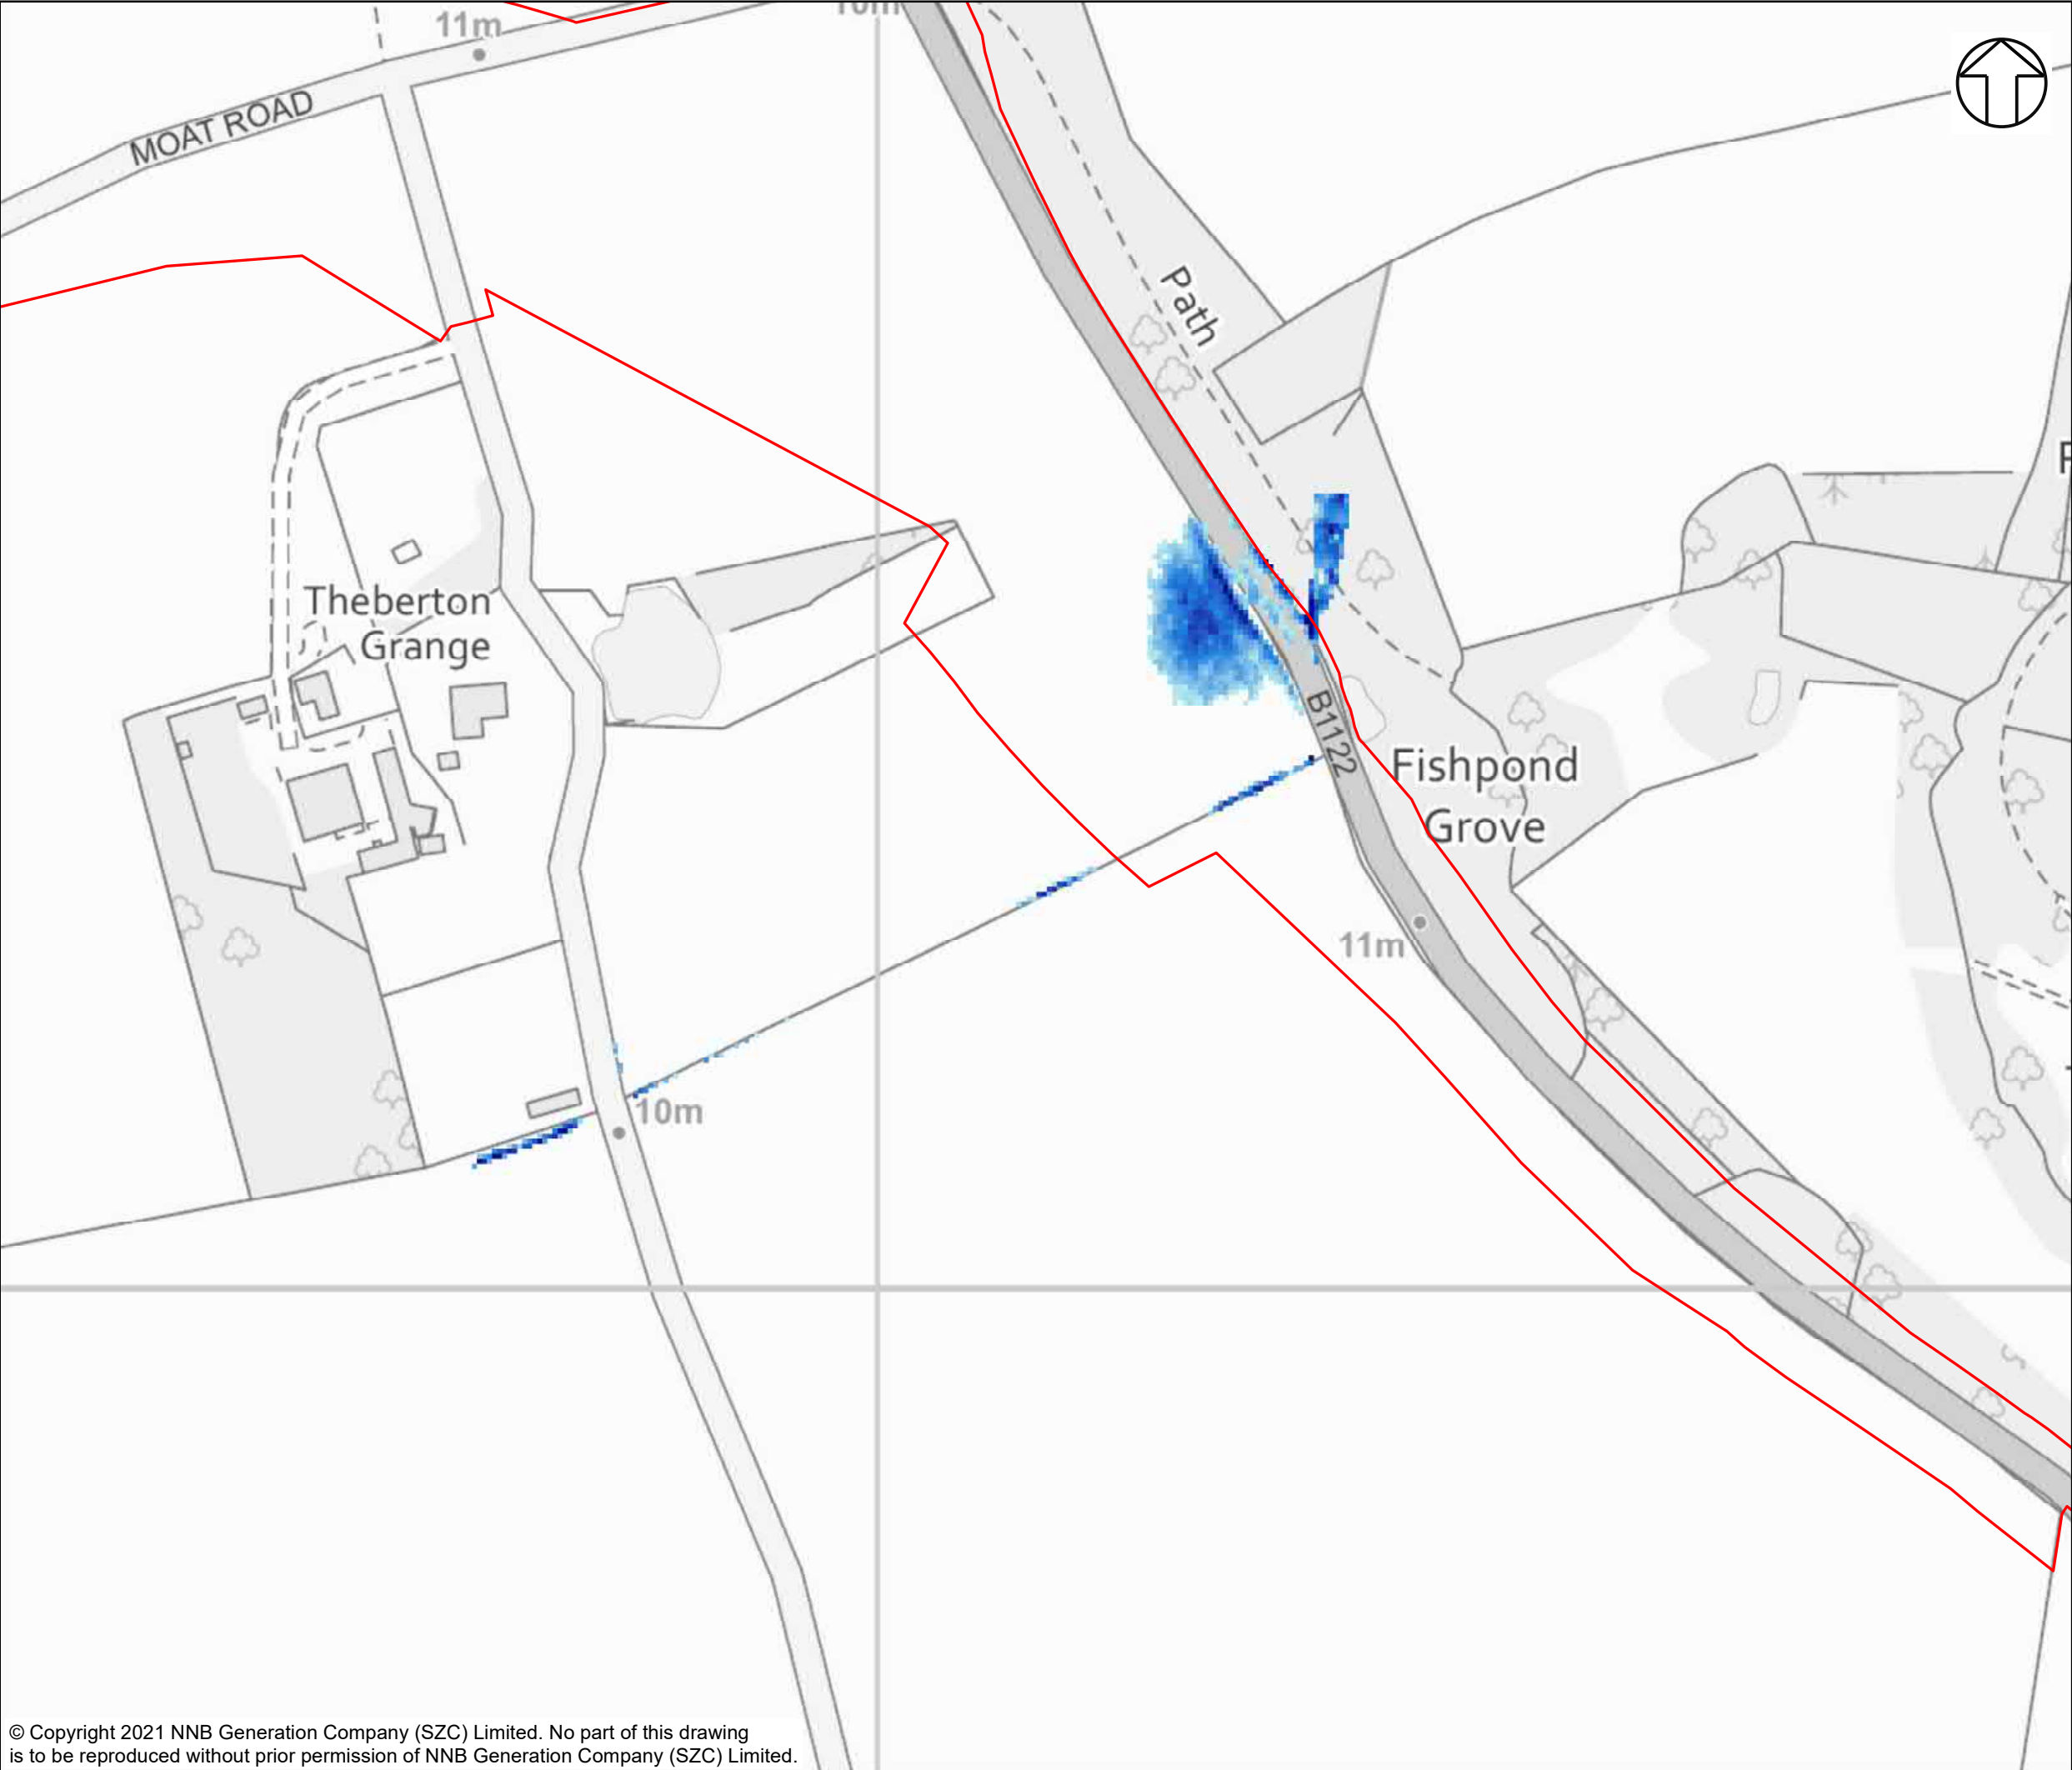 11m
10m
MOAT ROAD
Path
Theberton
Grange
B1122
Fishpond
Grove
11m
10m
© Copyright 2021 NNB Generation Company (SZC) Limited. No part of this drawing
is to be reproduced without prior permission of NNB Generation Company (SZC) Limited.